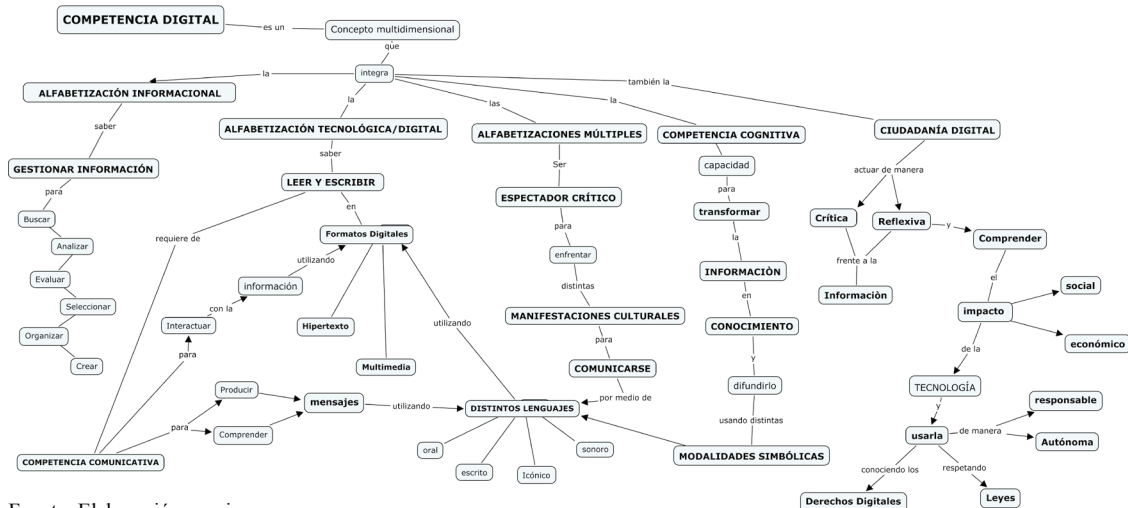 COMPETENCIA DIGITAL
es un
Concepto multidimensional
que
integra
la
ALFABETIZACIÓN INFORMACIONAL
saber
GESTIONAR INFORMACIÓN
para
Buscar
Analizar
Evaluar
Seleccionar
Organizar
Crear
la
ALFABETIZACIÓN TECNOLÓGICA/DIGITAL
saber
LEER Y ESCRIBIR
en
Formatos Digitales
Hipertexto
Multimedia
requiere de
COMPETENCIA COMUNICATIVA
para
Interactuar
con la
información
utilizando
para
Producir
Comprender
mensajes
utilizando
las
ALFABETIZACIONES MÚLTIPLES
Ser
ESPECTADOR CRÍTICO
para
enfrentar
distintas
MANIFESTACIONES CULTURALES
para
COMUNICARSE
por medio de
DISTINTOS LENGUAJES
utilizando
oral
escrito
Icónico
sonoro
la
COMPETENCIA COGNITIVA
capacidad
para
transformar
la
INFORMACIÒN
en
CONOCIMIENTO
y
difundirlo
usando distintas
MODALIDADES SIMBÓLICAS
también la
CIUDADANÍA DIGITAL
actuar de manera
Crítica
Reflexiva
frente a la
Informaciòn
y
Comprender
el
impacto
social
económico
de la
TECNOLOGÍA
y
usarla
de manera
responsable
Autónoma
conociendo los
Derechos Digitales
respetando
Leyes